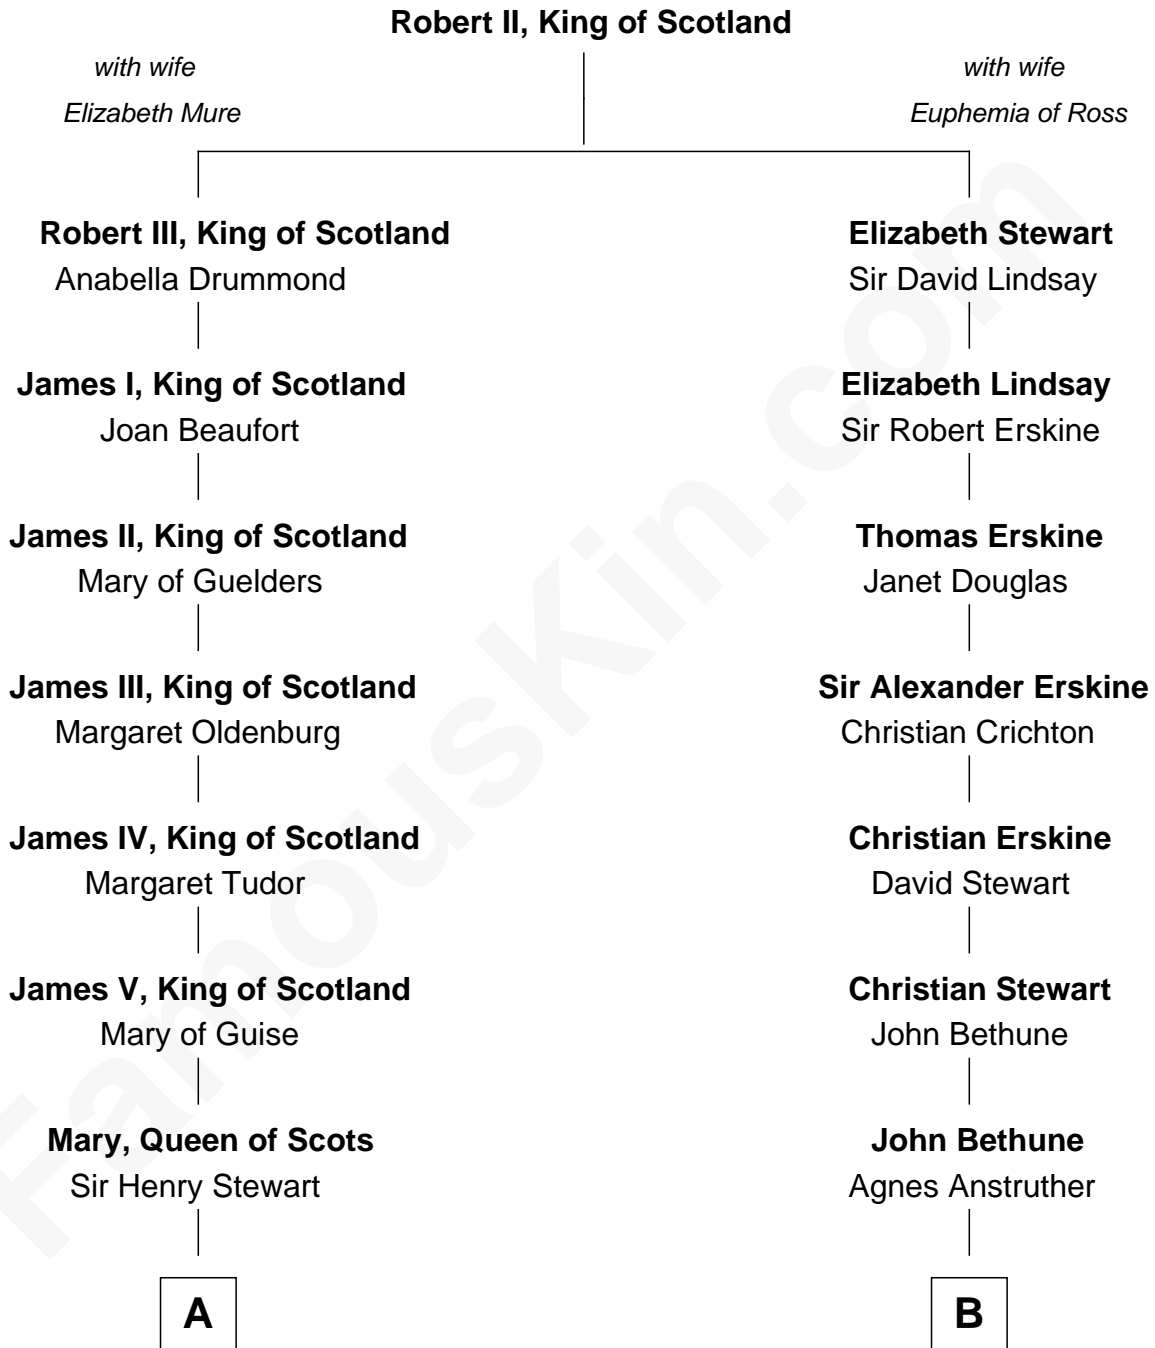 Robert II, King of Scotland
with wife
Elizabeth Mure
with wife
Euphemia of Ross
Robert III, King of Scotland
Anabella Drummond
Elizabeth Stewart
Sir David Lindsay
James I, King of Scotland
Joan Beaufort
Elizabeth Lindsay
Sir Robert Erskine
James II, King of Scotland
Mary of Guelders
Thomas Erskine
Janet Douglas
James III, King of Scotland
Margaret Oldenburg
Sir Alexander Erskine
Christian Crichton
James IV, King of Scotland
Margaret Tudor
Christian Erskine
David Stewart
James V, King of Scotland
Mary of Guise
Christian Stewart
John Bethune
Mary, Queen of Scots
Sir Henry Stewart
John Bethune
Agnes Anstruther
A
B
FamousKin.com